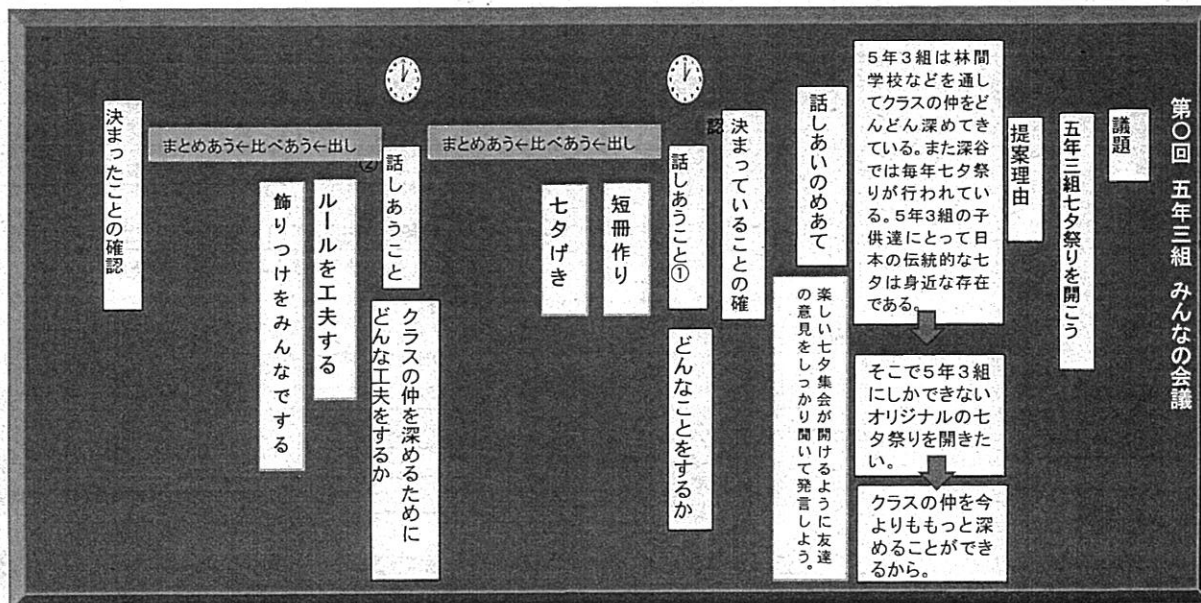 第〇回 五年三組 みんなの会議
議題
五年三組七夕祭りを開こう
提案理由
5年3組は林間
学校などを通し
てクラスの仲をど
んどん深めてき
ている。また深谷
では毎年七夕祭
りが行われてい
る。5年3組の子
供達にとって日
本の伝統的な七
夕は身近な存在
である。
そこで5年3組
にしかできない
オリジナルの七
夕祭りを開きた
い。
クラスの仲を今
よりももっと深
めることができ
るから。
話しあいのめあて
楽しい七夕集会が開けるように友達
の意見をしっかり聞いて発言しよう。
決まっていることの確
認
話しあうこと①
どんなことをするか
まとめあう←比べあう←出し
短冊作り
七夕げき
話しあうこと
②
クラスの仲を深めるために
どんな工夫をするか
まとめあう←比べあう←出し
ルールを工夫する
飾りつけをみんなでする
決まったことの確認